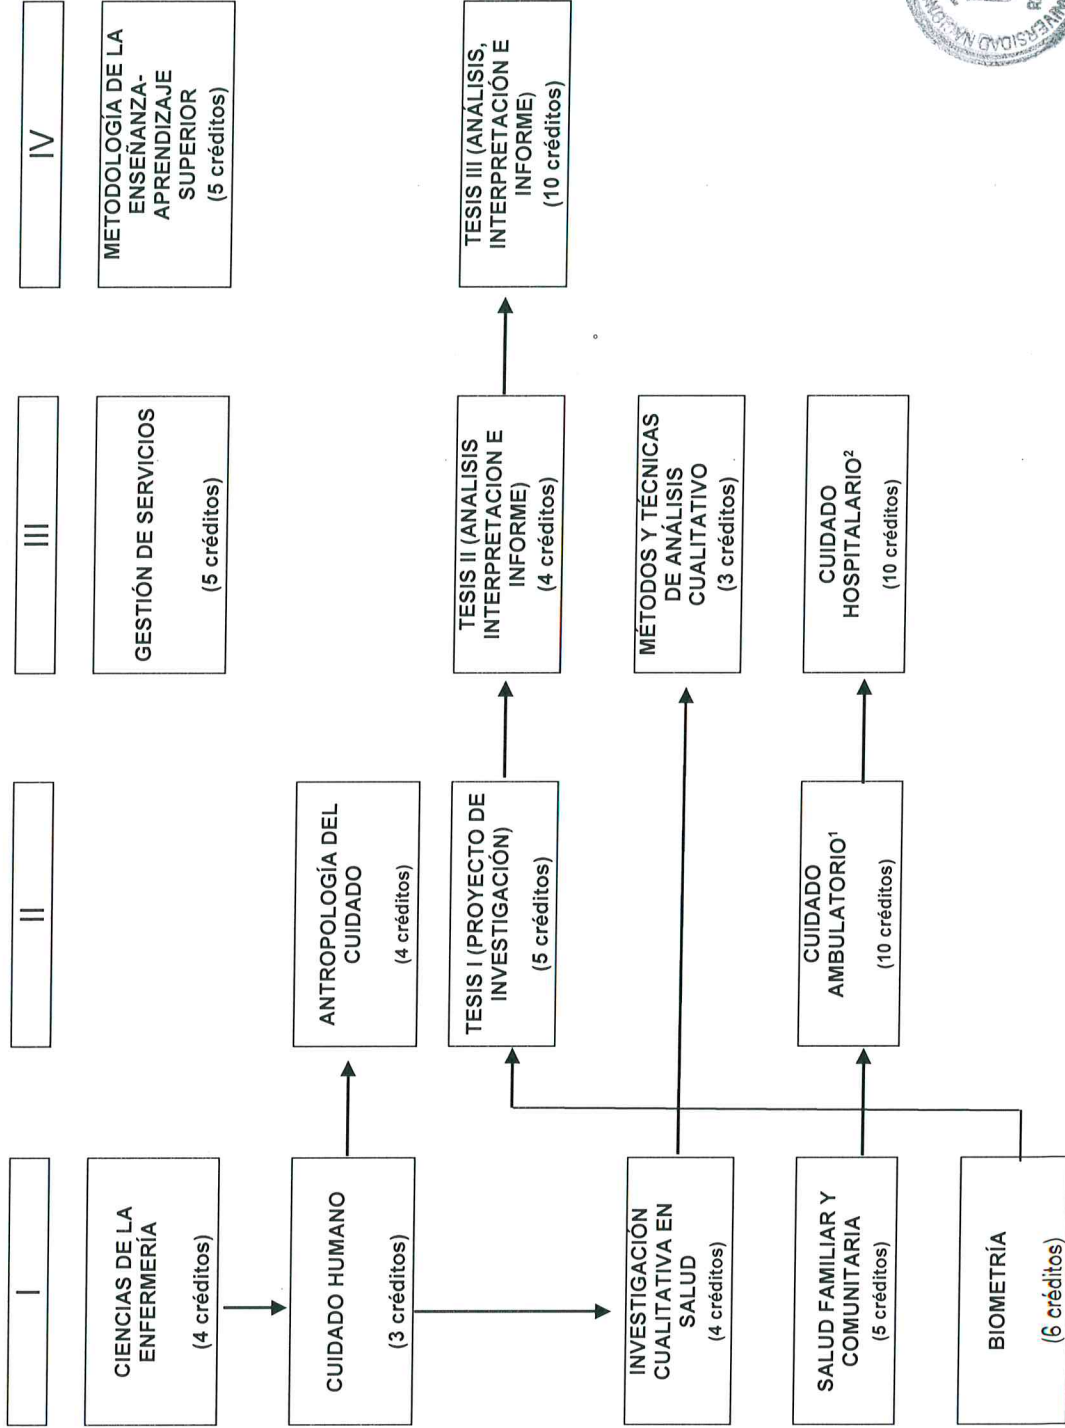 I
CIENCIAS DE LA
ENFERMERÍA
(4 créditos)
CUIDADO HUMANO
(3 créditos)
INVESTIGACIÓN
CUALITATIVA EN
SALUD
(4 créditos)
SALUD FAMILIAR Y
COMUNITARIA
(5 créditos)
BIOMETRÍA
(6 créditos)
II
ANTROPOLOGÍA DEL
CUIDADO
(4 créditos)
TESIS I (PROYECTO DE
INVESTIGACIÓN)
(5 créditos)
CUIDADO
AMBULATORIO¹
(10 créditos)
III
GESTIÓN DE SERVICIOS
(5 créditos)
TESIS II (ANALISIS
INTERPRETACION E
INFORME)
(4 créditos)
MÉTODOS Y TÉCNICAS
DE ANÁLISIS
CUALITATIVO
(3 créditos)
CUIDADO
HOSPITALARIO²
(10 créditos)
IV
METODOLOGÍA DE LA
ENSEÑANZA-
APRENDIZAJE
SUPERIOR
(5 créditos)
TESIS III (ANÁLISIS,
INTERPRETACIÓN E
INFORME)
(10 créditos)